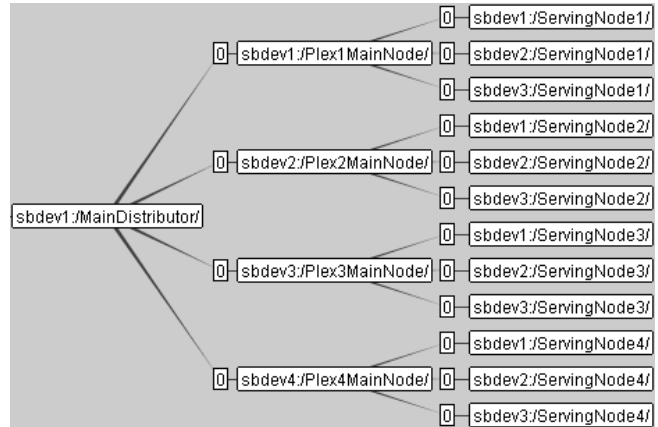 0 sbdev1:/ServingNode1/
0 sbdev1:/Plex1MainNode/ 0 sbdev2:/ServingNode1/
0 sbdev3:/ServingNode1/
0 sbdev1:/ServingNode2/
0 sbdev2:/Plex2MainNode/ 0 sbdev2:/ServingNode2/
0 sbdev3:/ServingNode2/
sbdev1:/MainDistributor/
0 sbdev1:/ServingNode3/
0 sbdev3:/Plex3MainNode/ 0 sbdev2:/ServingNode3/
0 sbdev3:/ServingNode3/
0 sbdev1:/ServingNode4/
0 sbdev4:/Plex4MainNode/ 0 sbdev2:/ServingNode4/
0 sbdev3:/ServingNode4/